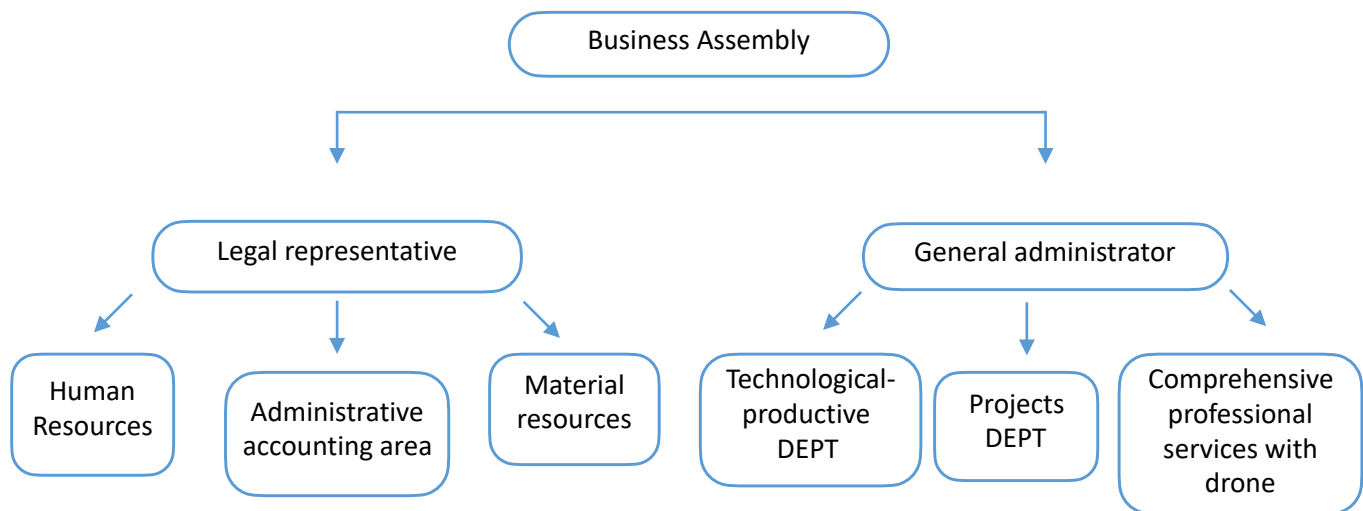 Business Assembly
Legal representative
General administrator
Human
Resources
Administrative
accounting area
Material
resources
Technological-
productive
DEPT
Projects
DEPT
Comprehensive
professional
services with
drone